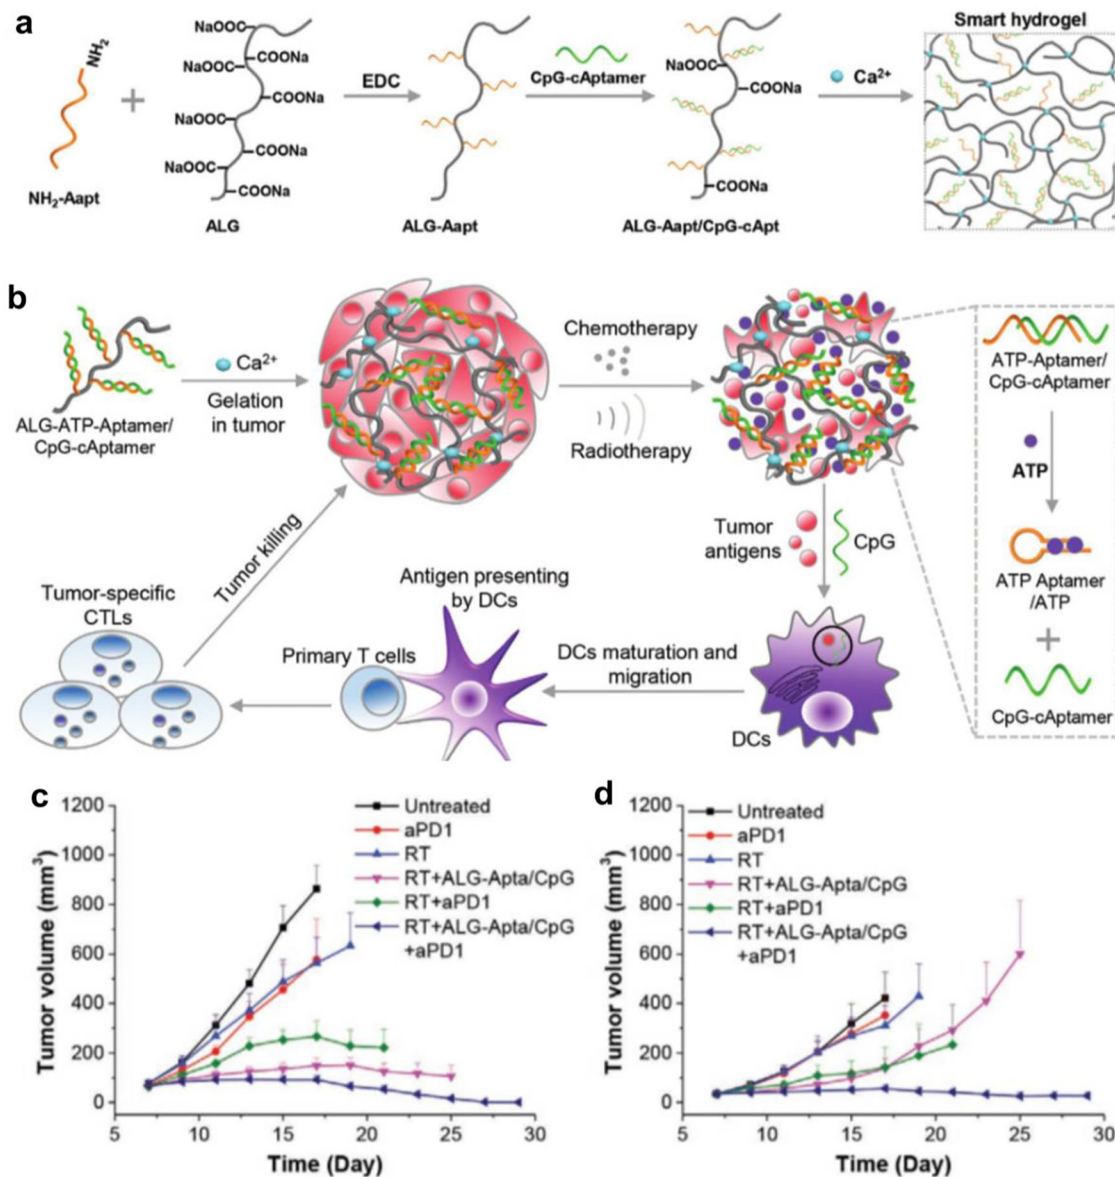 a
NH₂
NH₂-Aapt
+
NaOOC
COONa
NaOOC
COONa
NaOOC
COONa
NaOOC
COONa
ALG
EDC
ALG-Aapt
CpG-cAptamer
NaOOC
COONa
COONa
ALG-Aapt/CpG-cApt
Ca²⁺
Smart hydrogel
b
ALG-ATP-Aptamer/
CpG-cAptamer
Ca²⁺
Gelation
in tumor
Chemotherapy
Radiotherapy
ATP-Aptamer/
CpG-cAptamer
ATP
ATP Aptamer
/ATP
+
CpG-cAptamer
Tumor
antigens
CpG
DCs
DCs maturation and
migration
Antigen presenting
by DCs
Primary T cells
Tumor-specific
CTLs
Tumor killing
c
Tumor volume (mm³)
1200
1000
800
600
400
200
0
5 10 15 20 25 30
Time (Day)
Untreated
aPD1
RT
RT+ALG-Apta/CpG
RT+aPD1
RT+ALG-Apta/CpG
+aPD1
d
Tumor volume (mm³)
1200
1000
800
600
400
200
0
5 10 15 20 25 30
Time (Day)
Untreated
aPD1
RT
RT+ALG-Apta/CpG
RT+aPD1
RT+ALG-Apta/CpG
+aPD1